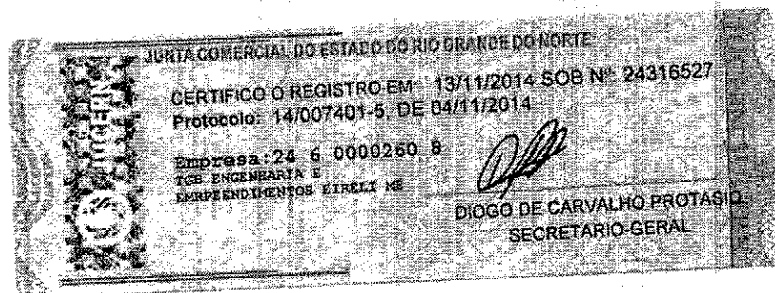 JUNTA COMERCIAL DO ESTADO DO RIO GRANDE DO NORTE
CERTIFICO O REGISTRO EM: 13/11/2014 SOB Nº: 24316527
Protocolo: 14/007401-5, DE 04/11/2014
Empresa:24 6 0000260 8
ENGENHARIA E
EMPREENDIMENTOS EIRELI ME
DIOGO DE CARVALHO PROTASIO
SECRETARIO-GERAL
JUCERN